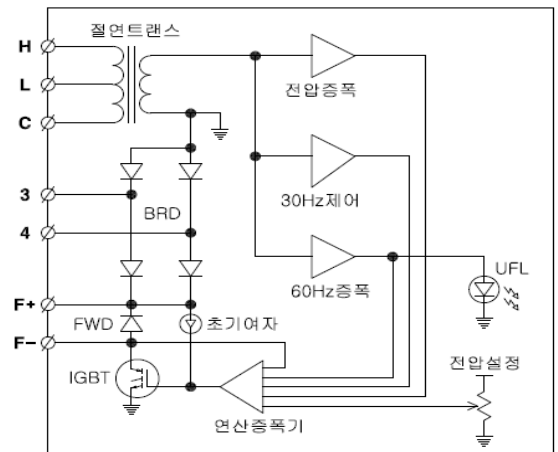 절연트랜스
H
L
C
전압증폭
30Hz제어
3
BRD
4
60Hz증폭
UFL
F+
FWD
초기여자
F-
IGBT
전압설정
연산증폭기